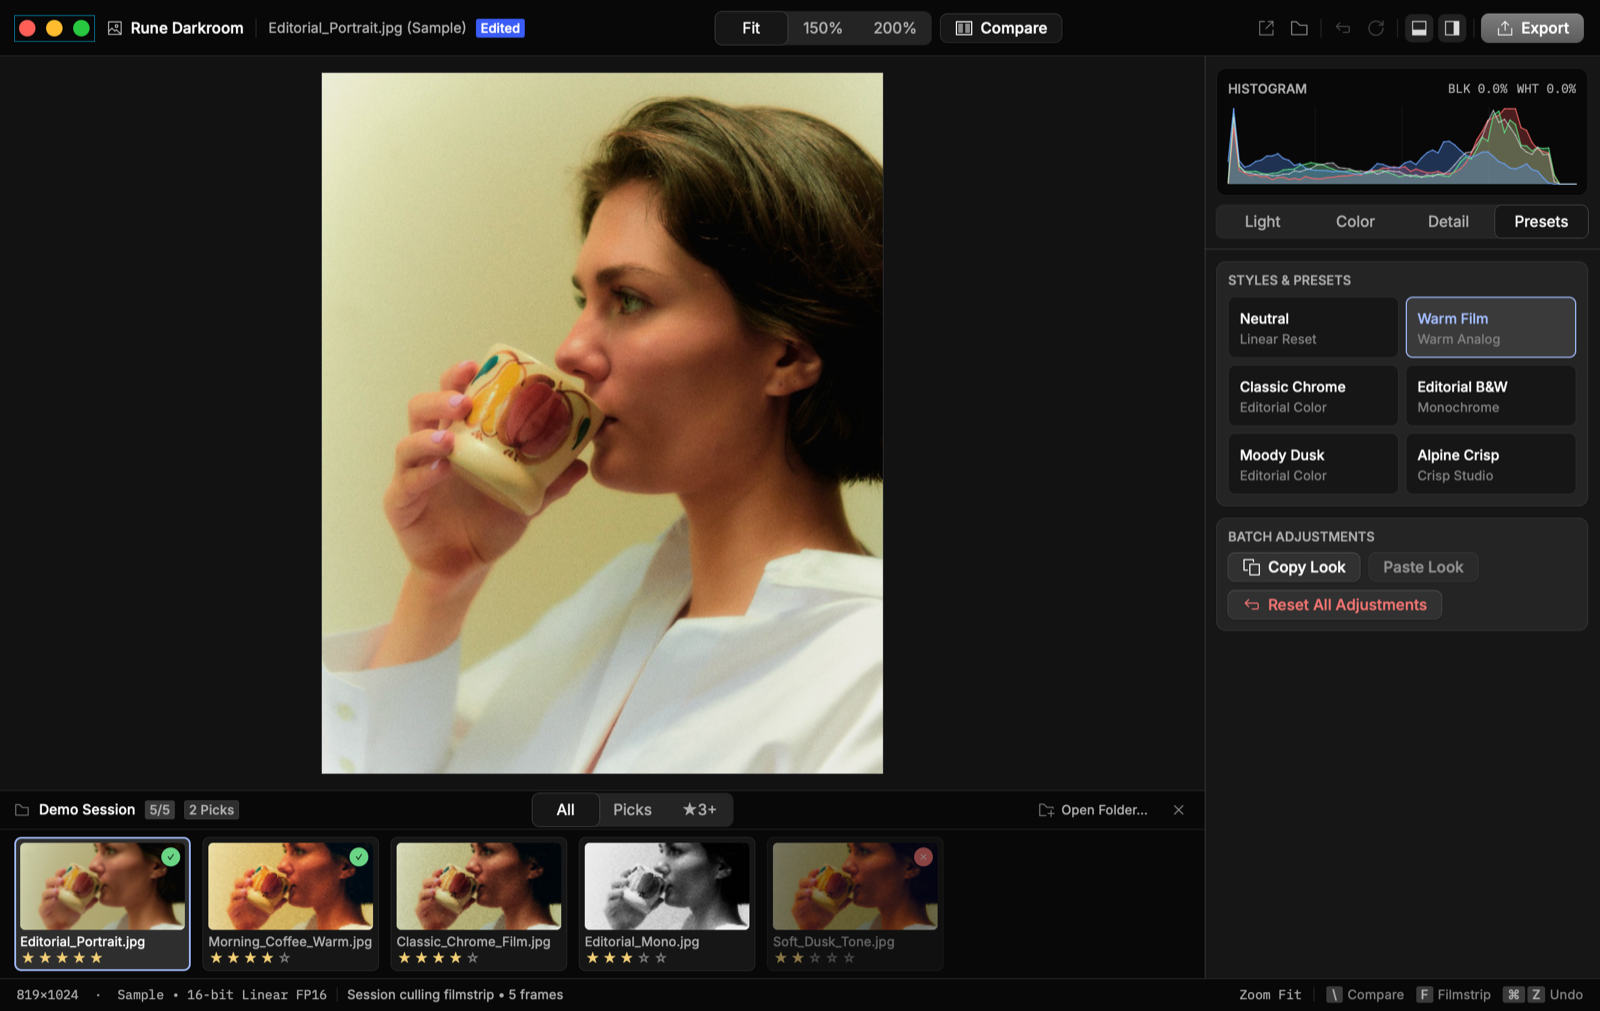 Rune Darkroom
Editorial_Portrait.jpg (Sample)
Edited
Fit
150%
200%
Compare
Export
HISTOGRAM
BLK 0.0% WHT 0.0%
Light
Color
Detail
Presets
STYLES & PRESETS
Neutral
Linear Reset
Warm Film
Warm Analog
Classic Chrome
Editorial Color
Editorial B&W
Monochrome
Moody Dusk
Editorial Color
Alpine Crisp
Crisp Studio
BATCH ADJUSTMENTS
Copy Look
Paste Look
Reset All Adjustments
Demo Session
5/5
2 Picks
All
Picks
★3+
Open Folder...
Editorial_Portrait.jpg
★★★★★
Morning_Coffee_Warm.jpg
★★★★☆
Classic_Chrome_Film.jpg
★★★★☆
Editorial_Mono.jpg
★★★☆☆
Soft_Dusk_Tone.jpg
★★☆☆☆
819×1024 · Sample • 16-bit Linear FP16
Session culling filmstrip • 5 frames
Zoom Fit
\ Compare
F Filmstrip
⌘ Z Undo